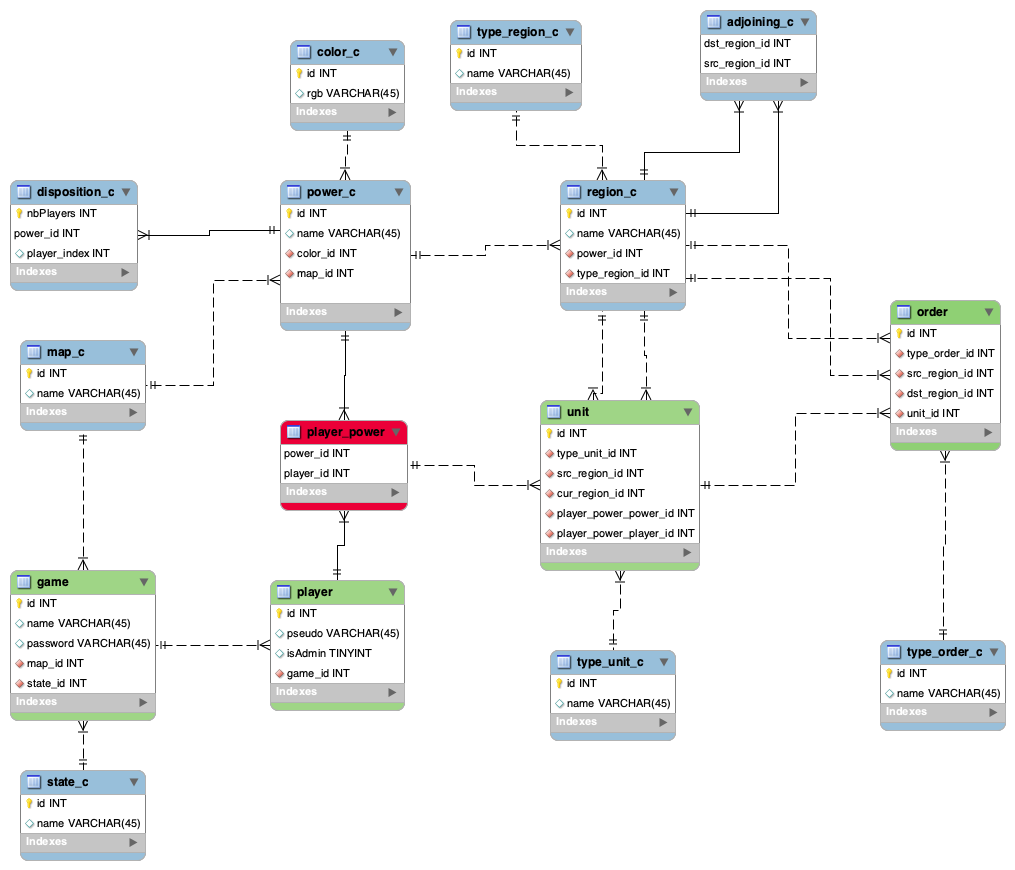 adjoining_c
dst_region_id INT
src_region_id INT
Indexes
type_region_c
id INT
name VARCHAR(45)
Indexes
color_c
id INT
rgb VARCHAR(45)
Indexes
disposition_c
nbPlayers INT
power_id INT
player_index INT
Indexes
power_c
id INT
name VARCHAR(45)
color_id INT
map_id INT
Indexes
region_c
id INT
name VARCHAR(45)
power_id INT
type_region_id INT
Indexes
order
id INT
type_order_id INT
src_region_id INT
dst_region_id INT
unit_id INT
Indexes
map_c
id INT
name VARCHAR(45)
Indexes
player_power
power_id INT
player_id INT
Indexes
unit
id INT
type_unit_id INT
src_region_id INT
cur_region_id INT
player_power_power_id INT
player_power_player_id INT
Indexes
game
id INT
name VARCHAR(45)
password VARCHAR(45)
map_id INT
state_id INT
Indexes
player
id INT
pseudo VARCHAR(45)
isAdmin TINYINT
game_id INT
Indexes
type_unit_c
id INT
name VARCHAR(45)
Indexes
type_order_c
id INT
name VARCHAR(45)
Indexes
state_c
id INT
name VARCHAR(45)
Indexes